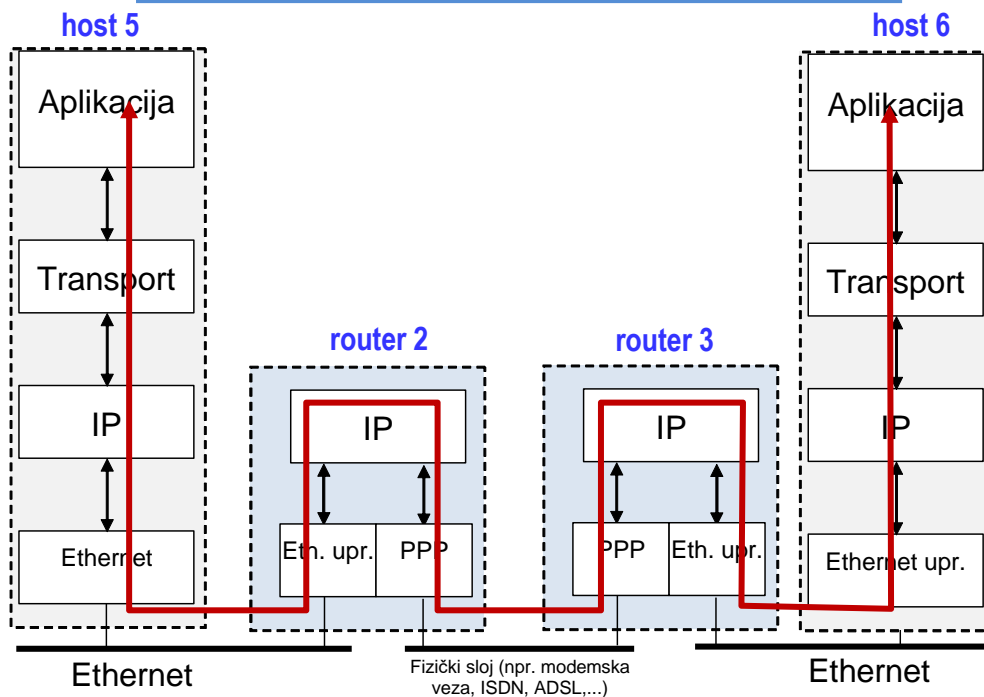 host 5
host 6
Aplikacija
Aplikacija
Transport
Transport
router 2
router 3
IP
IP
IP
IP
Ethernet
Eth. upr.
PPP
PPP
Eth. upr.
Ethernet upr.
Ethernet
Fizički sloj (npr. modemska
veza, ISDN, ADSL,...)
Ethernet